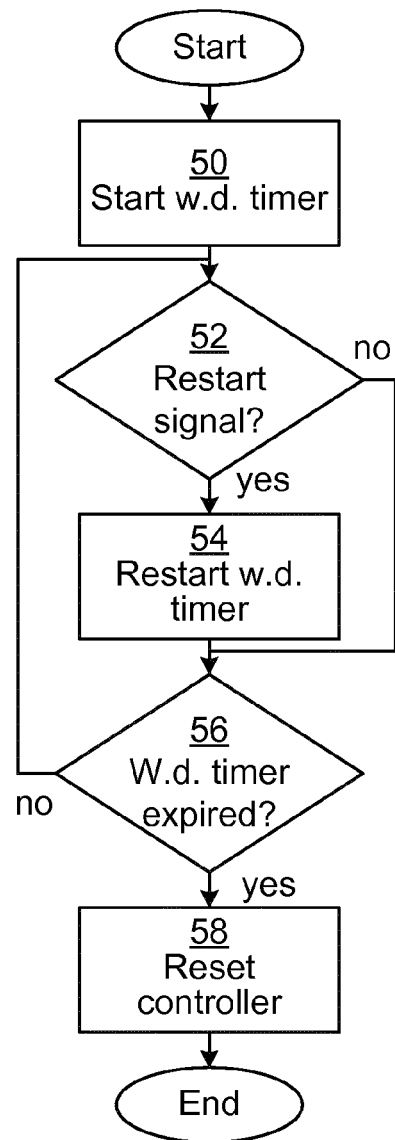 Start
50
Start w.d. timer
52
Restart
signal?
no
yes
54
Restart w.d.
timer
56
W.d. timer
expired?
no
yes
58
Reset
controller
End